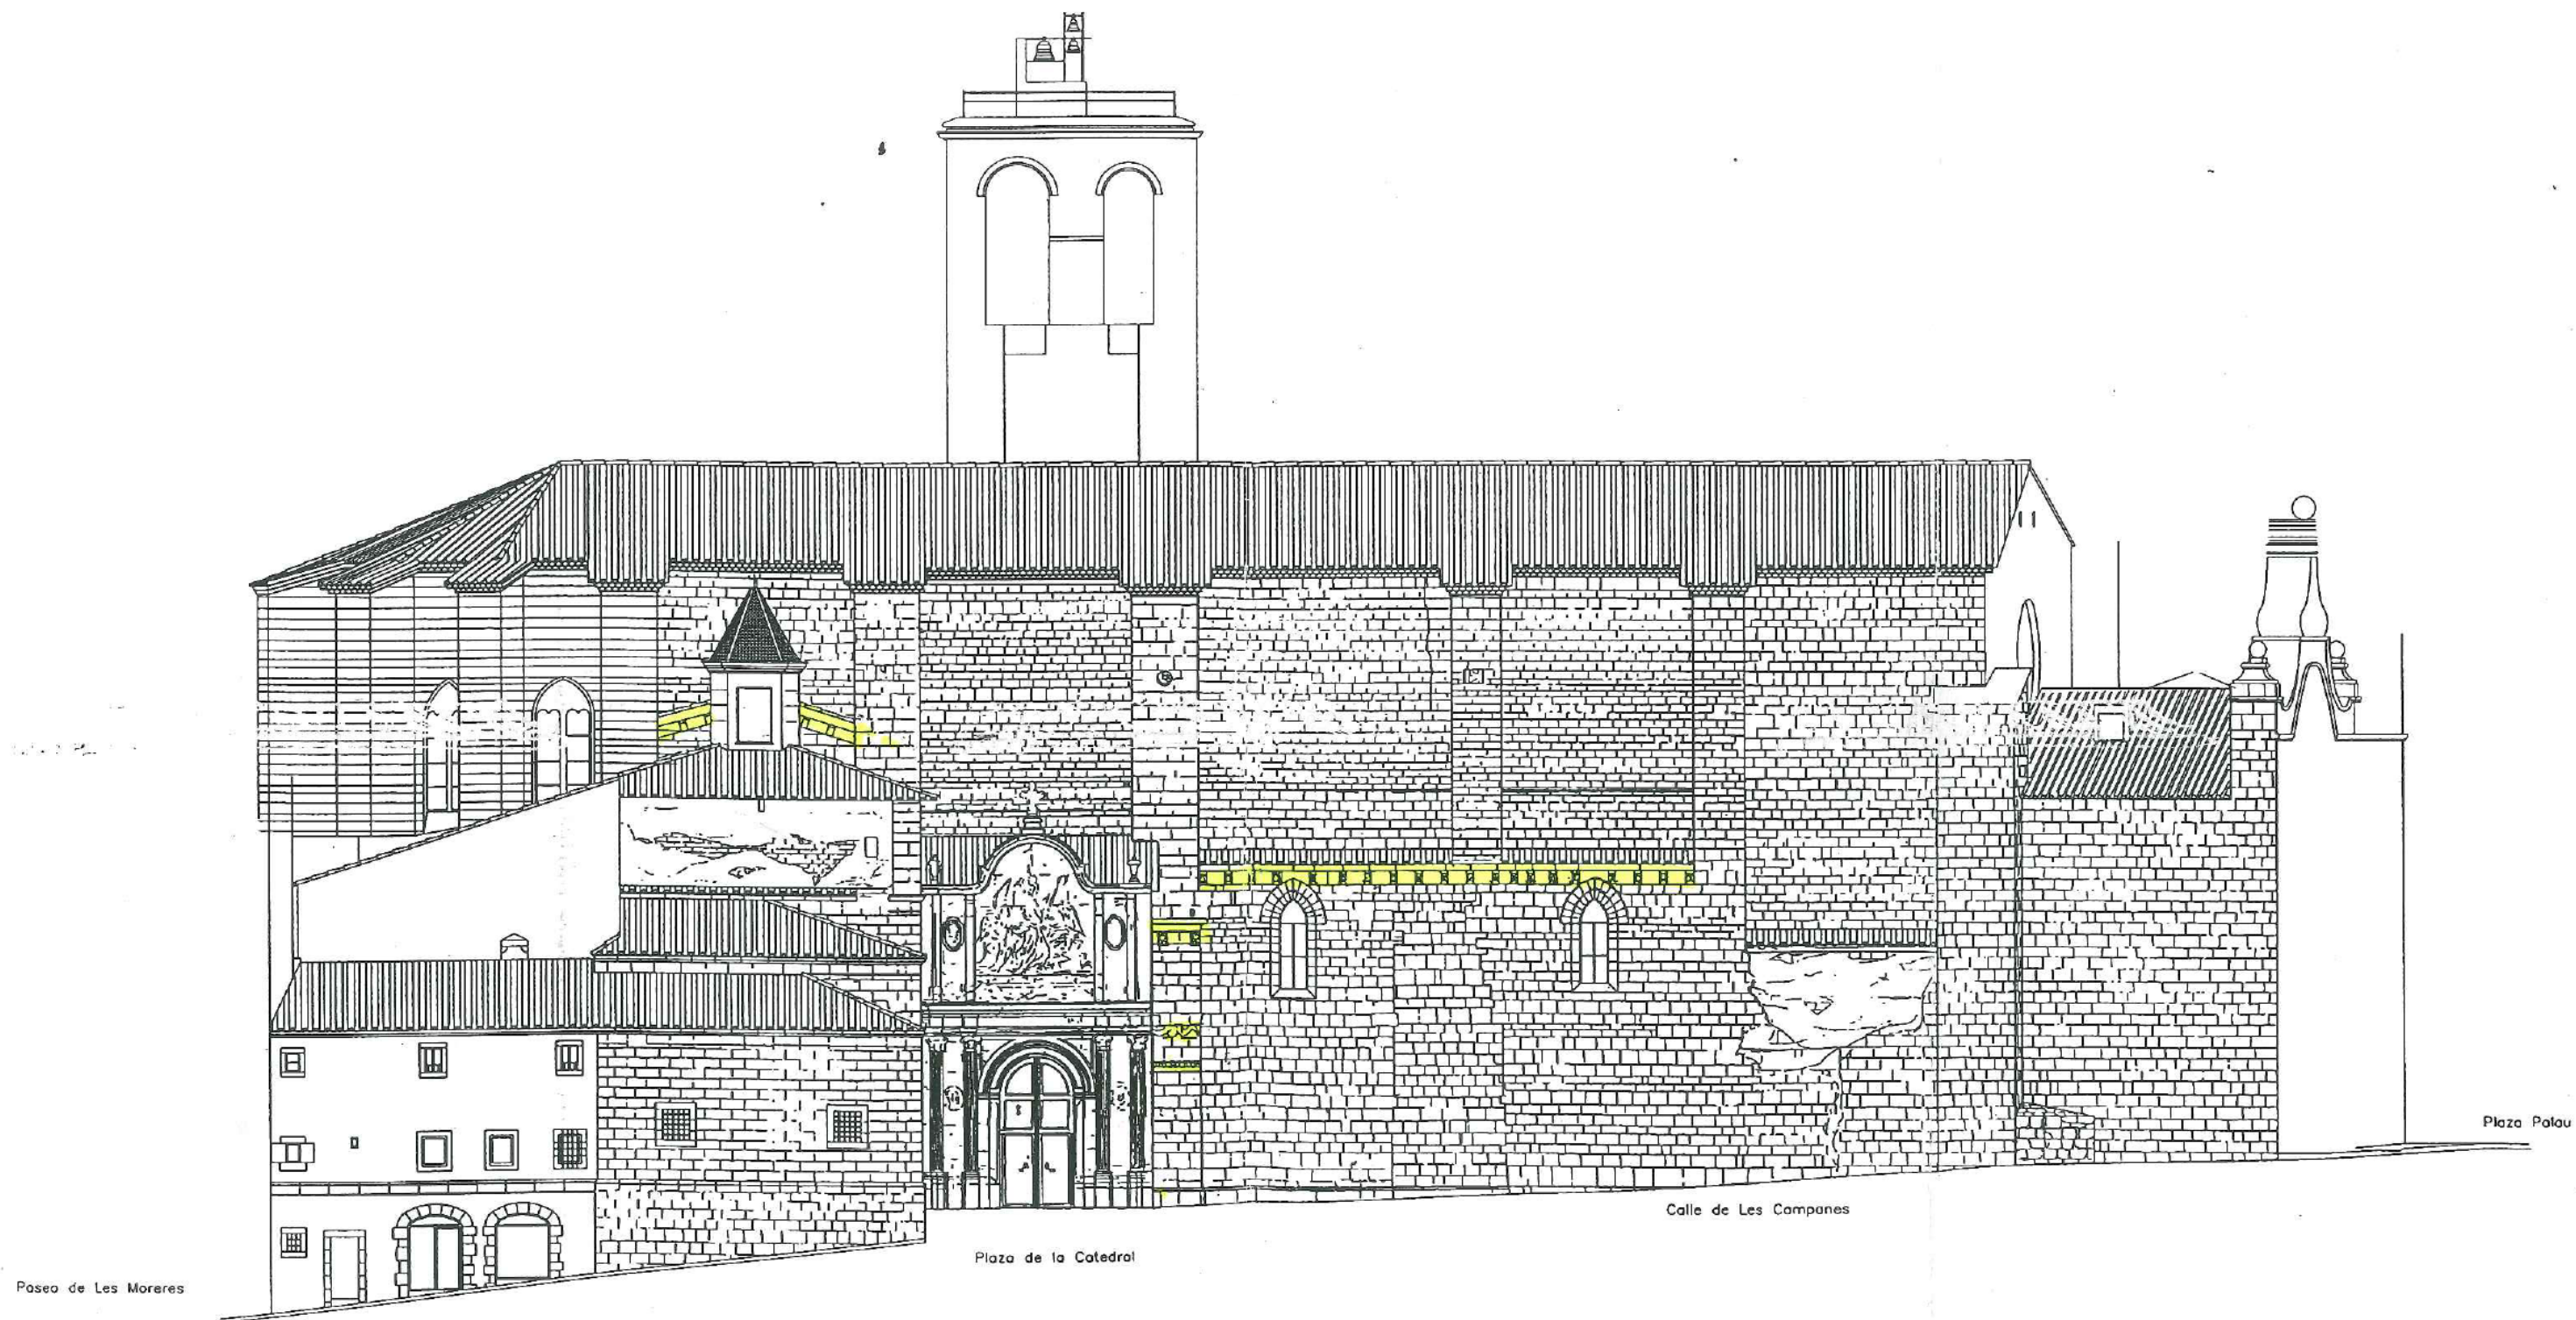 Plaza Palau
Calle de Les Campanes
Plaza de la Catedral
Paseo de Les Moreres